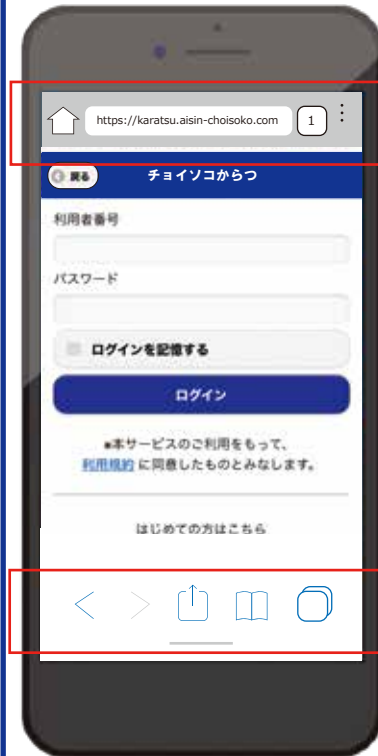 https://karatsu.aisin-choisoko.com
1
戻る
チョイソコからつ
利用者番号
パスワード
ログインを記憶する
ログイン
※本サービスのご利用をもって、
利用規約 に同意したものとみなします。
はじめての方はこちら